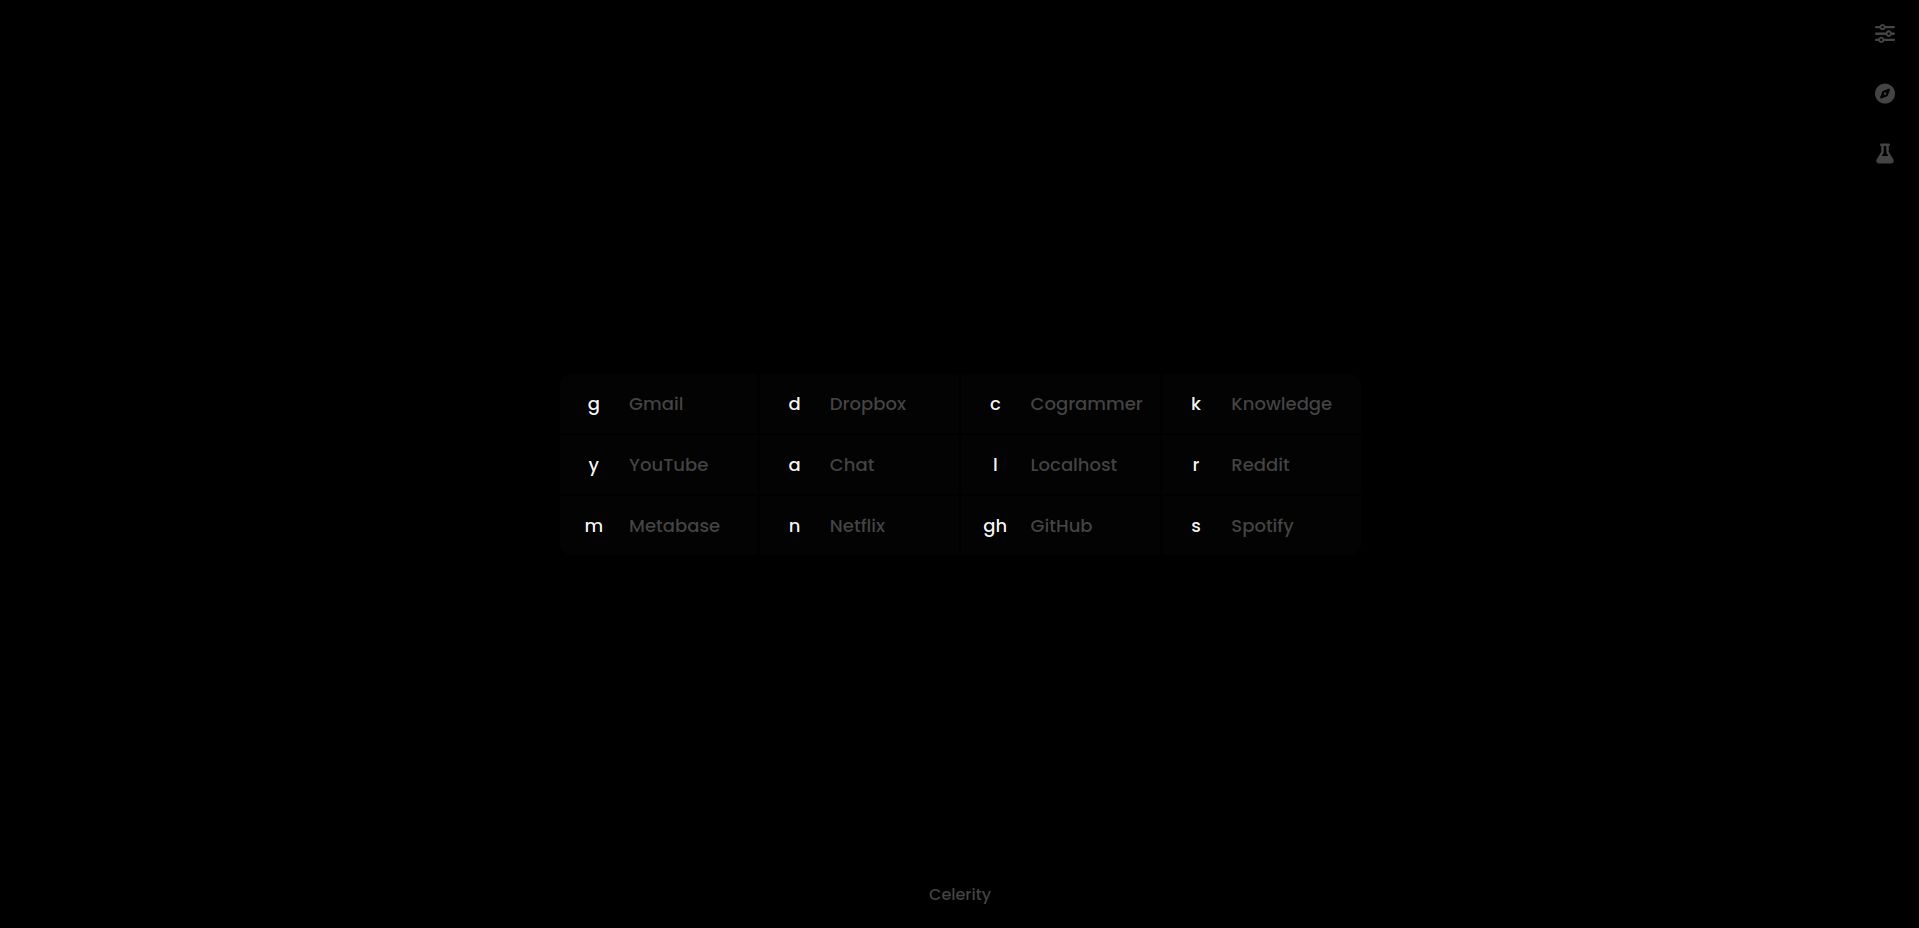 g Gmail d Dropbox c Cogrammer k Knowledge
y YouTube a Chat l Localhost r Reddit
m Metabase n Netflix gh GitHub s Spotify
Celerity